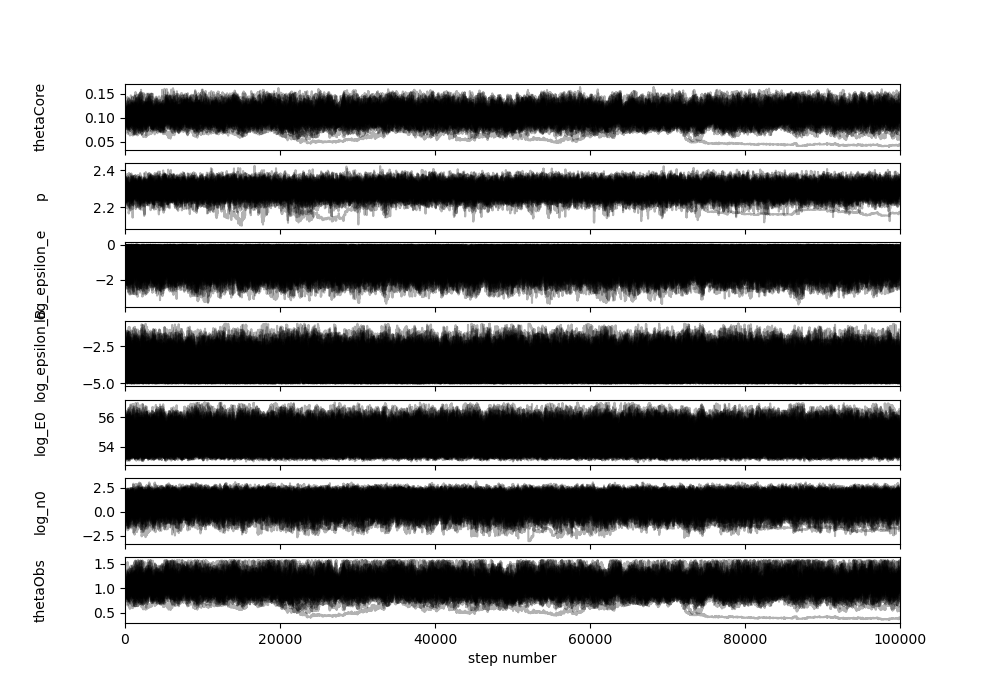 thetaCore
0.15
0.10
0.05
p
2.4
2.2
log_epsilon_e
0
−2
log_epsilon_B
−2.5
−5.0
log_E0
56
54
log_n0
2.5
0.0
−2.5
thetaObs
1.5
1.0
0.5
0 20000 40000 60000 80000 100000
step number